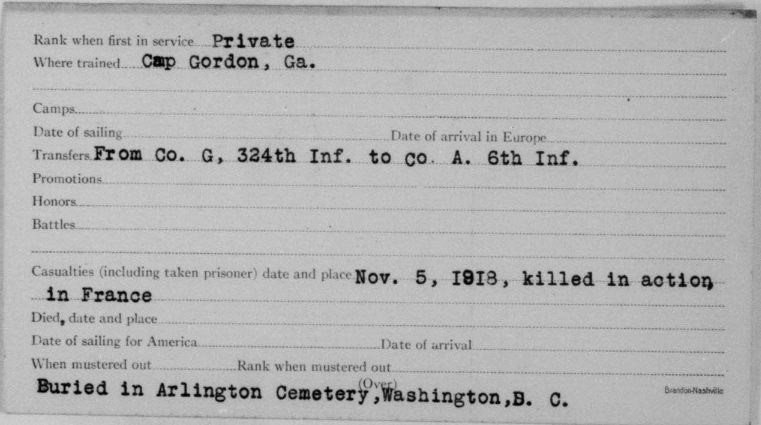 Rank when first in service Private
Where trained Camp Gordon, Ga.
Camps
Date of sailing Date of arrival in Europe
Transfers From Co. G, 324th Inf. to co. A. 6th Inf.
Promotions
Honors
Battles
Casualties (including taken prisoner) date and place Nov. 5, 1918, killed in action,
in France
Died, date and place
Date of sailing for America Date of arrival
When mustered out Rank when mustered out
(Over)
Buried in Arlington Cemetery, Washington, D. C.
Brandon-Nashville